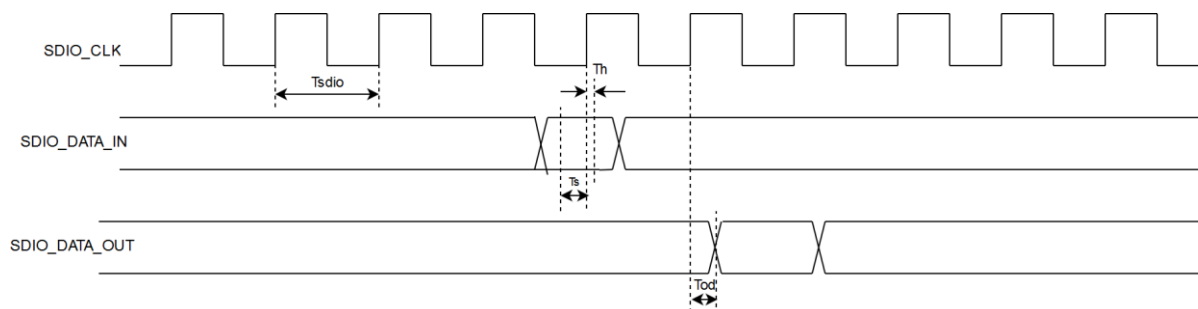 SDIO_CLK
Th
Tsdio
SDIO_DATA_IN
Ts
SDIO_DATA_OUT
Tod